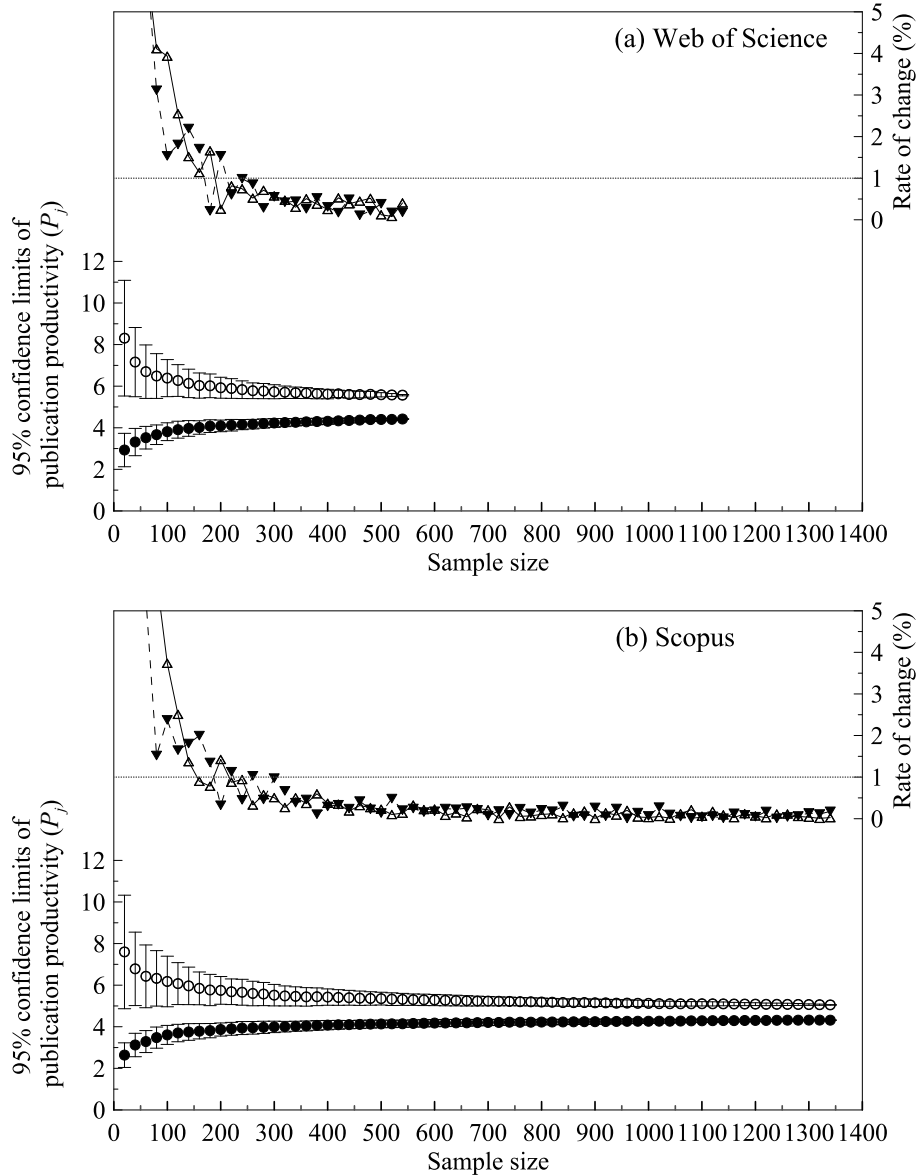 (a) Web of Science
5
4
3
2
1
0
Rate of change (%)
12
10
8
6
4
2
0
95% confidence limits of
publication productivity (Pj)
0 100 200 300 400 500 600 700 800 900 1000 1100 1200 1300 1400
Sample size
(b) Scopus
5
4
3
2
1
0
Rate of change (%)
12
10
8
6
4
2
0
95% confidence limits of
publication productivity (Pj)
0 100 200 300 400 500 600 700 800 900 1000 1100 1200 1300 1400
Sample size